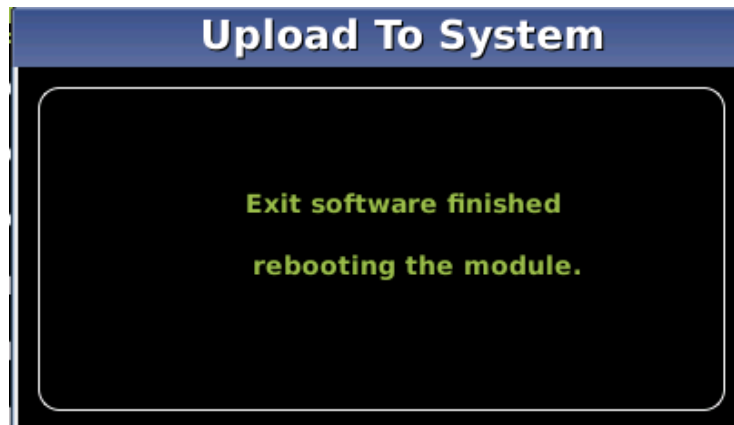 Upload To System
Exit software finished
rebooting the module.